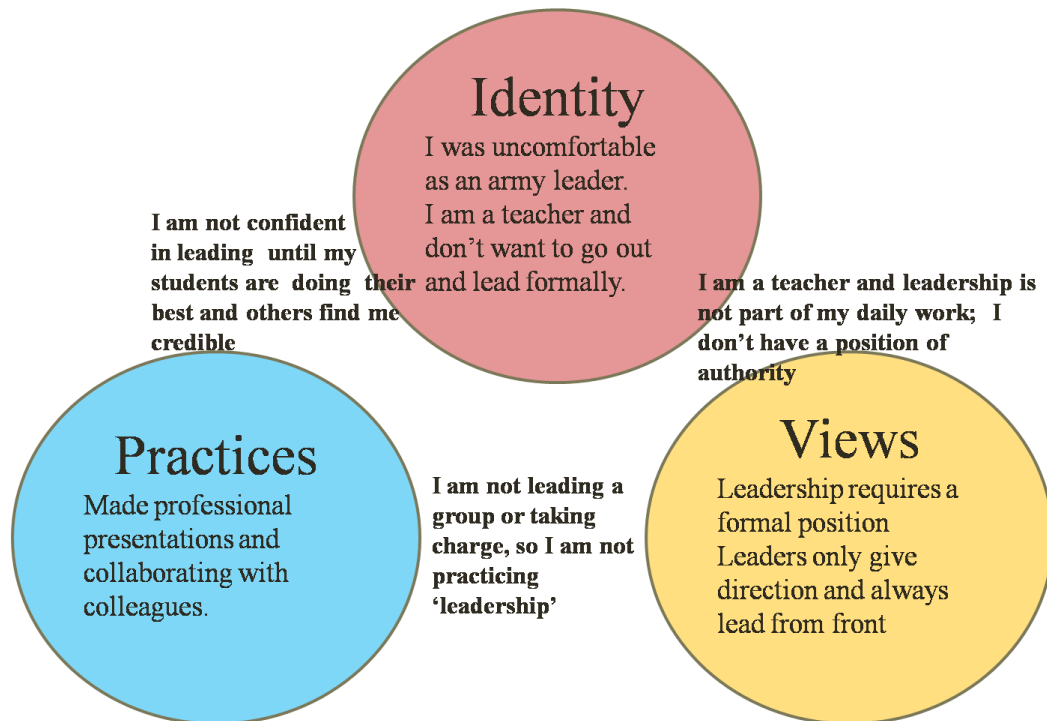 Identity
I was uncomfortable
as an army leader.
I am a teacher and
don’t want to go out
and lead formally.
I am not confident
in leading until my
students are doing their
best and others find me
credible
I am a teacher and leadership is
not part of my daily work; I
don’t have a position of
authority
Practices
Made professional
presentations and
collaborating with
colleagues.
I am not leading a
group or taking
charge, so I am not
practicing
‘leadership’
Views
Leadership requires a
formal position
Leaders only give
direction and always
lead from front